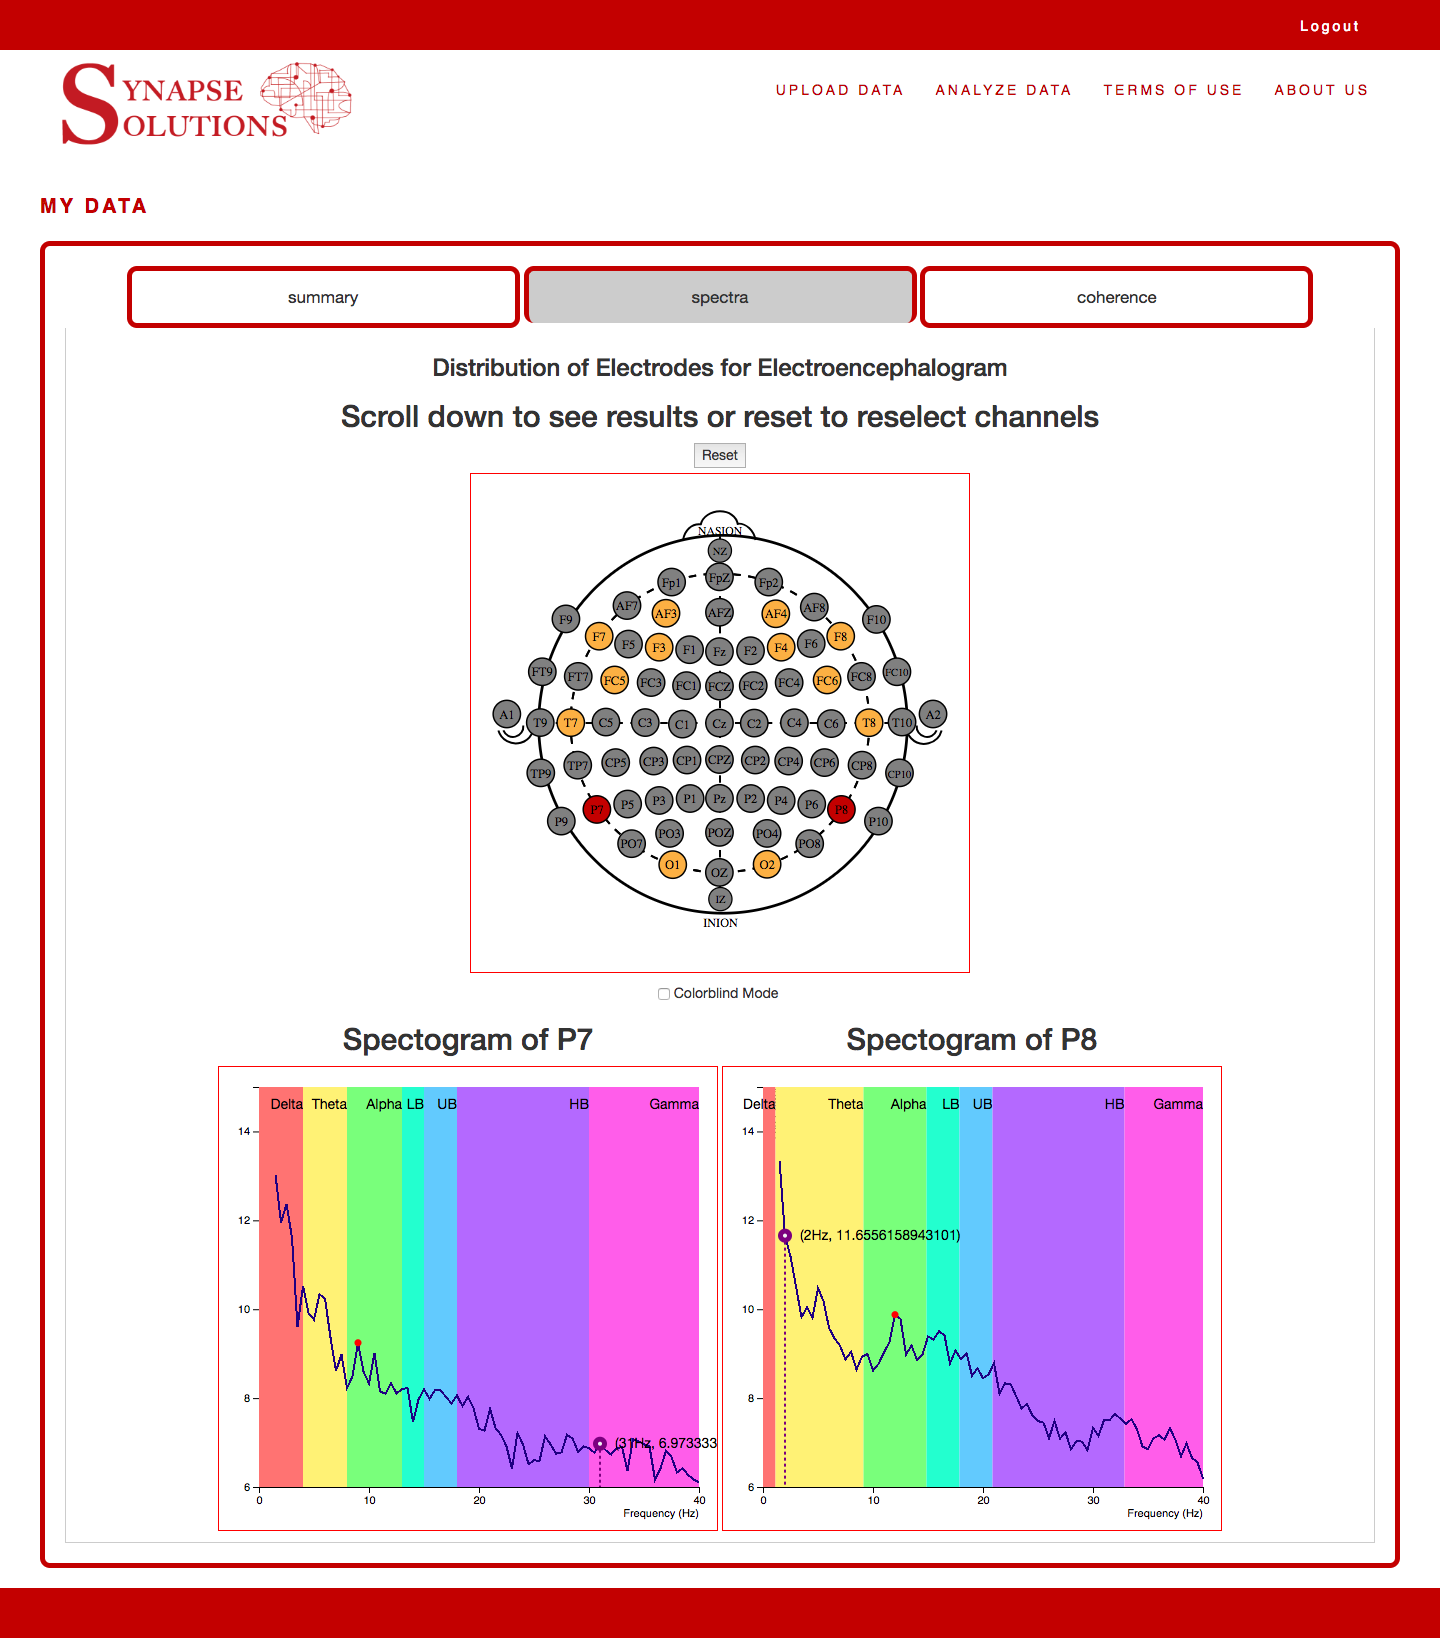 Logout
SYNAPSE
SOLUTIONS
UPLOAD DATA ANALYZE DATA TERMS OF USE ABOUT US
MY DATA
summary spectra coherence
Distribution of Electrodes for Electroencephalogram
Scroll down to see results or reset to reselect channels
Reset
NASION
NZ
Fp1 FpZ Fp2
AF7 AF3 AFZ AF4 AF8
F9 F7 F5 F3 F1 Fz F2 F4 F6 F8 F10
FT9 FT7 FC5 FC3 FC1 FCZ FC2 FC4 FC6 FC8 FC10
A1 T9 T7 C5 C3 C1 Cz C2 C4 C6 T8 T10 A2
TP9 TP7 CP5 CP3 CP1 CPZ CP2 CP4 CP6 CP8 CP10
P9 P7 P5 P3 P1 Pz P2 P4 P6 P8 P10
PO7 PO3 POZ PO4 PO8
O1 OZ O2
IZ
INION
Colorblind Mode
Spectogram of P7
Delta Theta Alpha LB UB HB Gamma
14
12
10
8
6
(31Hz, 6.973333
0 10 20 30 40
Frequency (Hz)
Spectogram of P8
Delta Theta Alpha LB UB HB Gamma
14
12
(2Hz, 11.6556158943101)
10
8
6
0 10 20 30 40
Frequency (Hz)